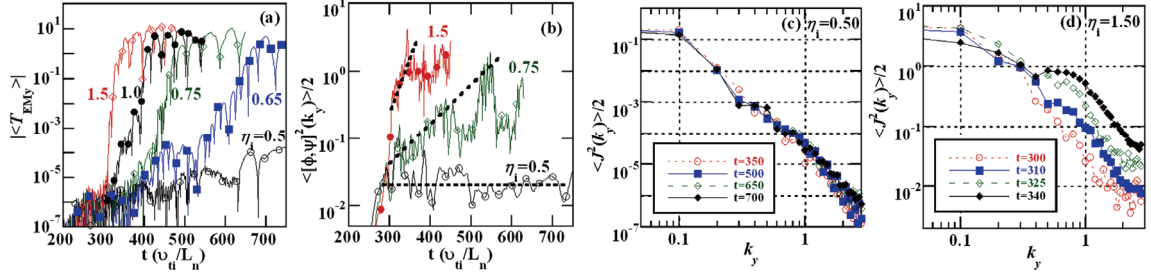 (a)
|<T_EMy>|
10^1
10^-1
10^-3
10^-5
10^-7
1.5
1.0
0.75
0.65
η_i=0.5
200 300 400 500 600 700
t (υ_ti/L_n)
(b)
<[ϕ,ψ]^2(k_y)>/2
10^1
10^0
10^-1
10^-2
1.5
0.75
η_i=0.5
200 300 400 500 600 700
t (υ_ti/L_n)
(c) η_i=0.50
<J^2(k_y)>/2
10^-1
10^-3
10^-5
10^-7
t=350
t=500
t=650
t=700
0.1 1
k_y
(d) η_i=1.50
<J^2(k_y)>/2
10^1
10^0
10^-1
10^-2
t=300
t=310
t=325
t=340
0.1 1
k_y